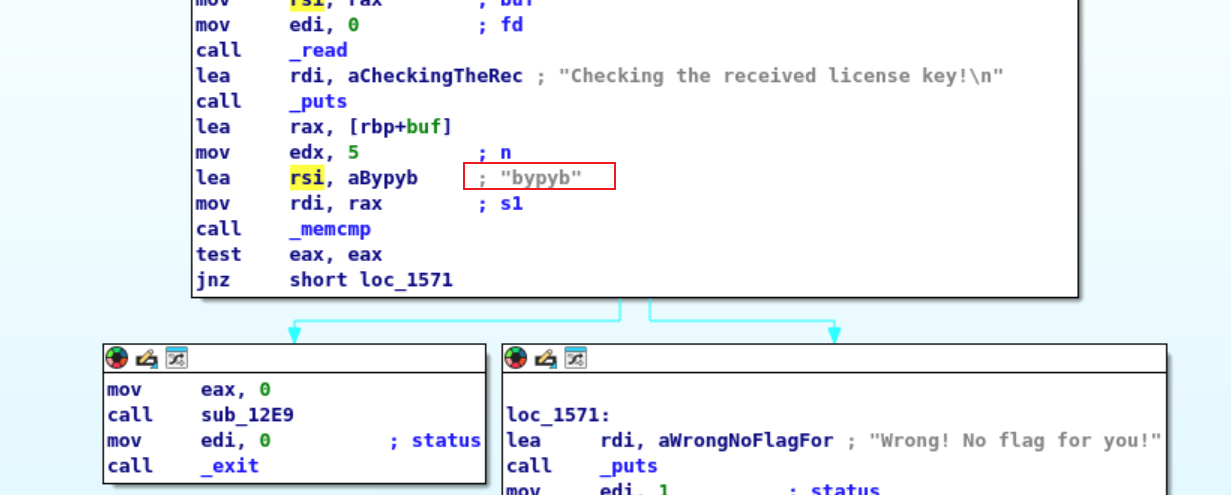 mov rsi, rax ; buf
mov edi, 0 ; fd
call _read
lea rdi, aCheckingTheRec ; "Checking the received license key!\n"
call _puts
lea rax, [rbp+buf]
mov edx, 5 ; n
lea rsi, aBypyb ; "bypyb"
mov rdi, rax ; s1
call _memcmp
test eax, eax
jnz short loc_1571
mov eax, 0
call sub_12E9
mov edi, 0 ; status
call _exit
loc_1571:
lea rdi, aWrongNoFlagFor ; "Wrong! No flag for you!"
call _puts
mov edi, 1 ; status